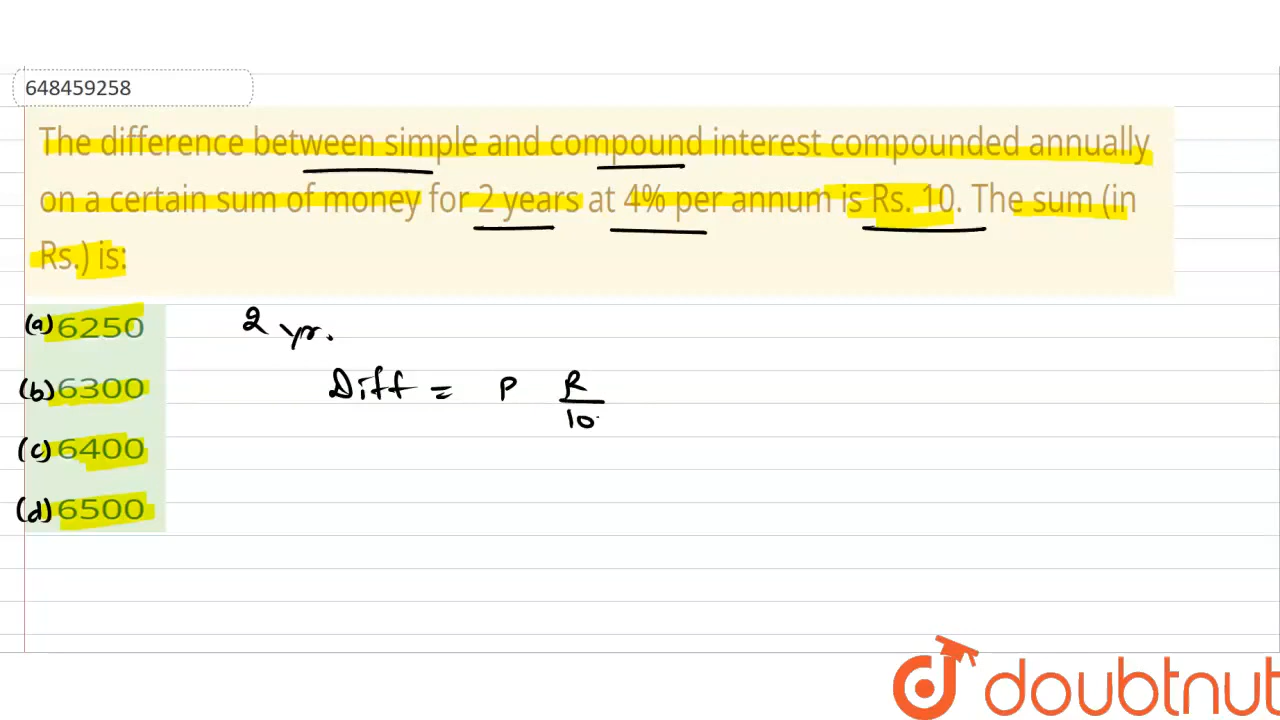 648459258
The difference between simple and compound interest compounded annually
on a certain sum of money for 2 years at 4% per annum is Rs. 10. The sum (in
Rs.) is:
(a) 6250
2 yr.
(b) 6300
Diff = P R
10
(c) 6400
(d) 6500
doubtnut